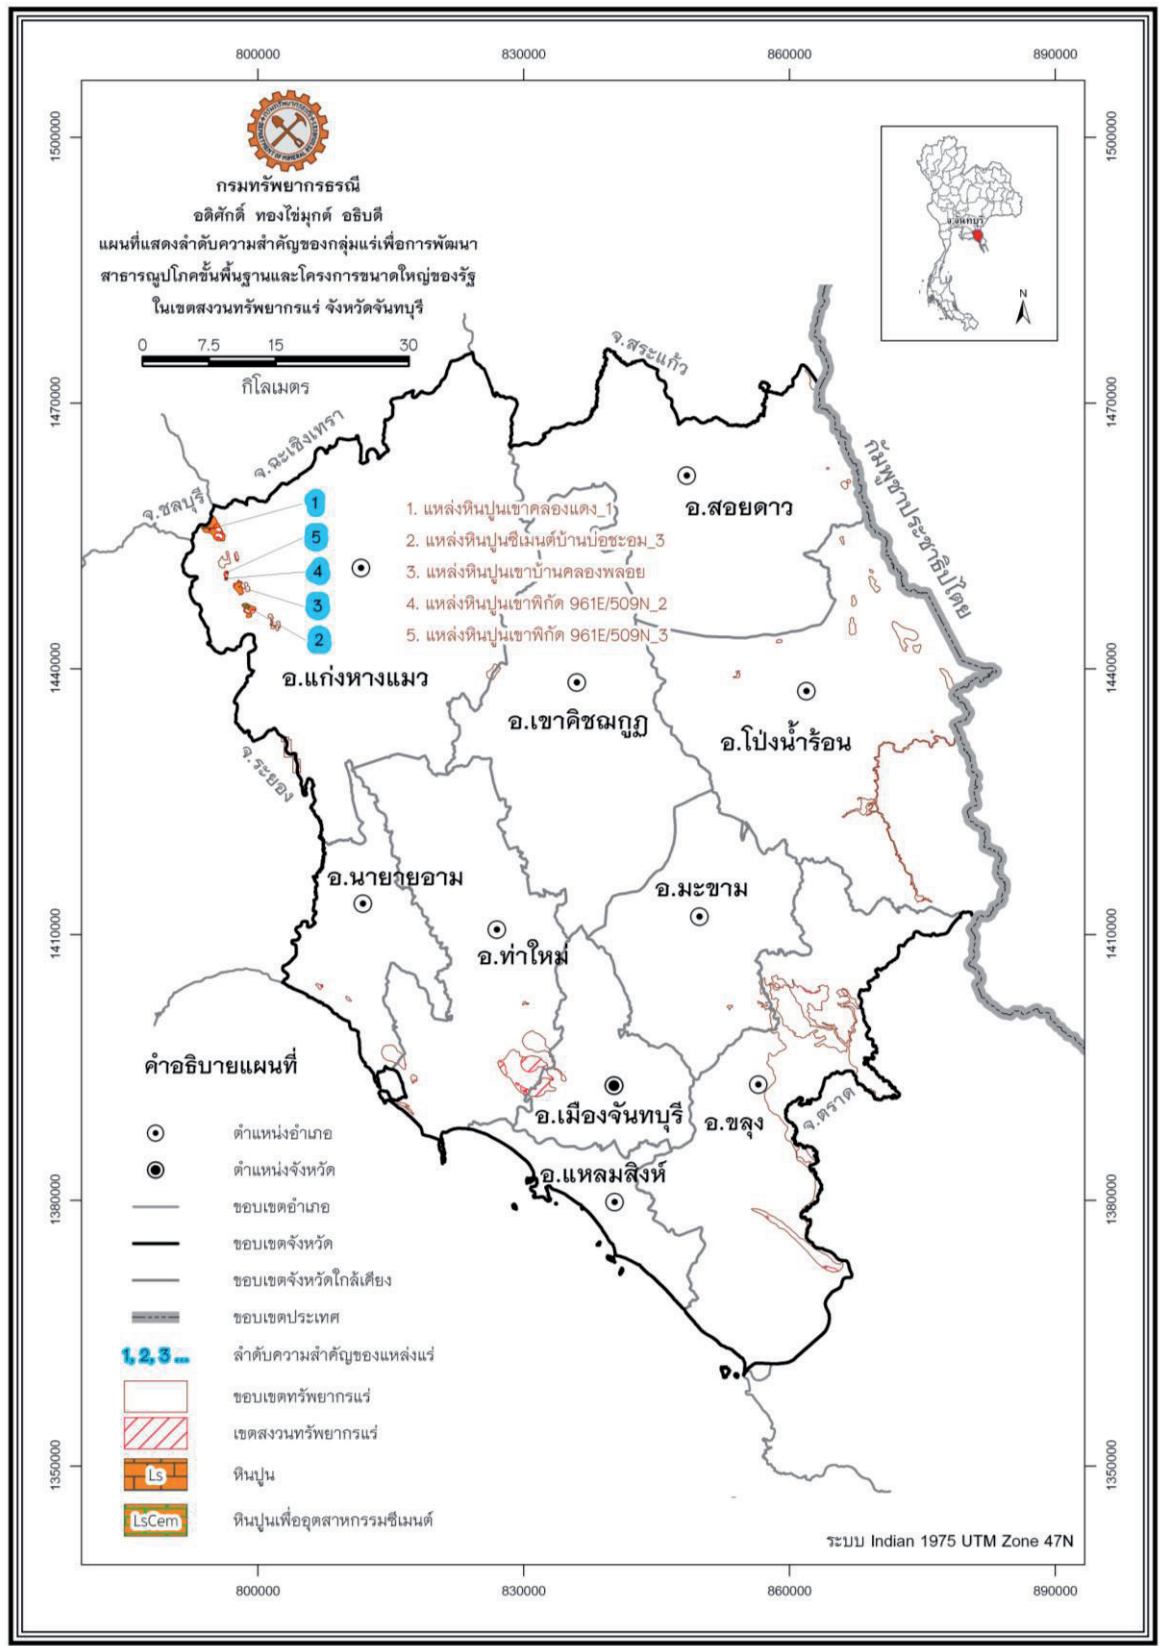 800000 830000 860000 890000
1500000 1500000
DEPARTMENT OF MINERAL RESOURCES
กรมทรัพยากรธรณี
อดิศักดิ์ ทองไข่มุกต์ อธิบดี
แผนที่แสดงลำดับความสำคัญของกลุ่มแร่เพื่อการพัฒนา
สาธารณูปโภคขั้นพื้นฐานและโครงการขนาดใหญ่ของรัฐ
ในเขตสงวนทรัพยากรแร่ จังหวัดจันทบุรี
0 7.5 15 30
กิโลเมตร
จ.จันทบุรี
N
จ.สระแก้ว
1470000 1470000
จ.ฉะเชิงเทรา
จ.ชลบุรี
กัมพูชาประชาธิปไตย
1
5
4
3
2
1. แหล่งหินปูนเขาคลองแดง_1
2. แหล่งหินปูนซีเมนต์บ้านบ่อชะอม_3
3. แหล่งหินปูนเขาบ้านคลองพลอย
4. แหล่งหินปูนเขาพิกัด 961E/509N_2
5. แหล่งหินปูนเขาพิกัด 961E/509N_3
อ.สอยดาว
1440000 1440000
อ.แก่งหางแมว
อ.เขาคิชฌกูฏ
อ.โป่งน้ำร้อน
จ.ระยอง
อ.นายายอาม
อ.มะขาม
1410000 1410000
อ.ท่าใหม่
อ.เมืองจันทบุรี
อ.ขลุง
จ.ตราด
อ.แหลมสิงห์
1380000 1380000
คำอธิบายแผนที่
ตำแหน่งอำเภอ
ตำแหน่งจังหวัด
ขอบเขตอำเภอ
ขอบเขตจังหวัด
ขอบเขตจังหวัดใกล้เคียง
ขอบเขตประเทศ
1, 2, 3 ... ลำดับความสำคัญของแหล่งแร่
ขอบเขตทรัพยากรแร่
เขตสงวนทรัพยากรแร่
Ls หินปูน
LsCem หินปูนเพื่ออุตสาหกรรมซีเมนต์
1350000 1350000
ระบบ Indian 1975 UTM Zone 47N
800000 830000 860000 890000